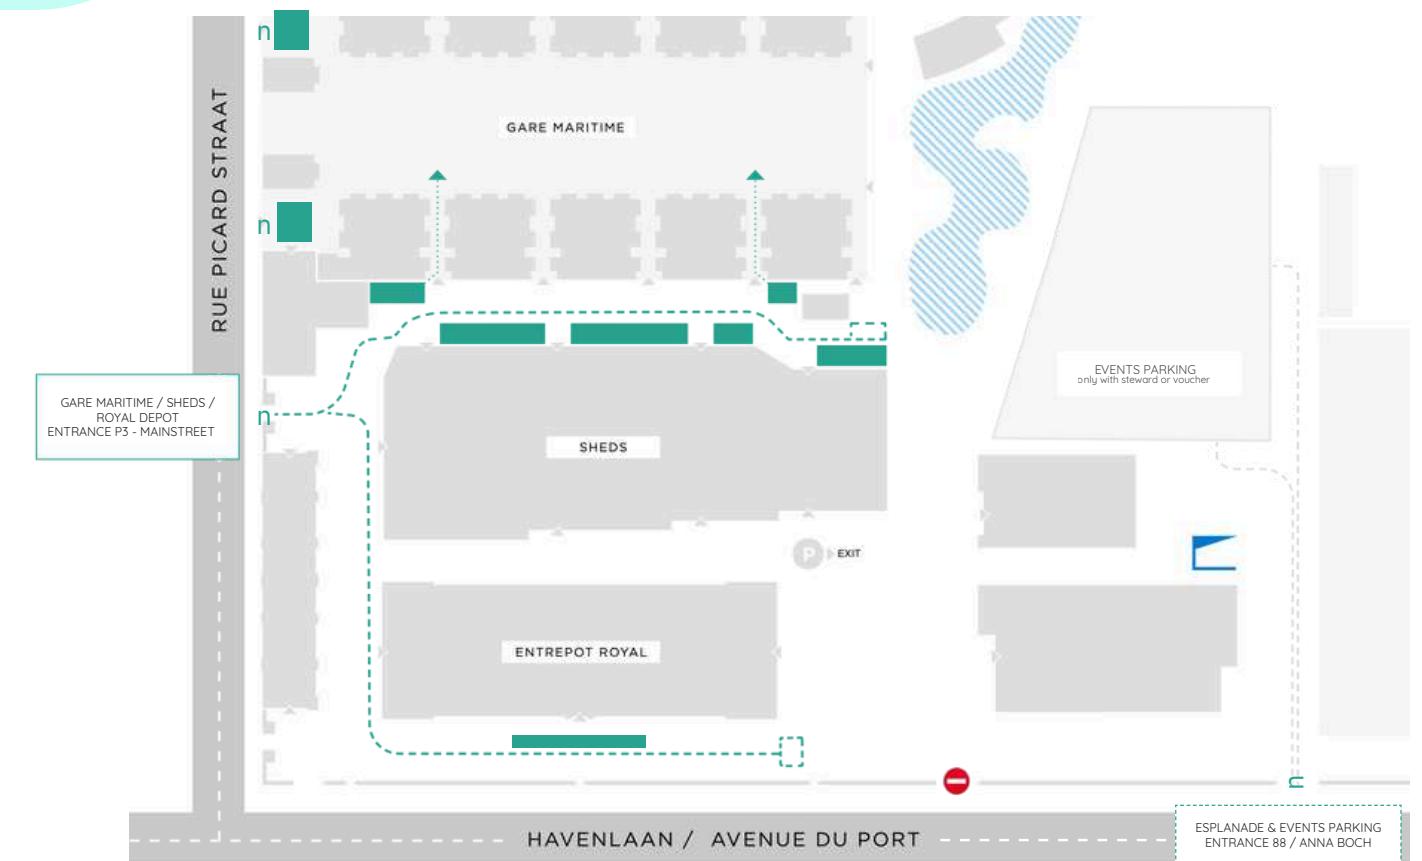 n
RUE PICARD STRAAT
GARE MARITIME
n
GARE MARITIME / SHEDS /
ROYAL DEPOT
ENTRANCE P3 - MAINSTREET
n
EVENTS PARKING
only with steward or voucher
SHEDS
P EXIT
ENTREPOT ROYAL
n
HAVENLAAN / AVENUE DU PORT
ESPLANADE & EVENTS PARKING
ENTRANCE 88 / ANNA BOCH